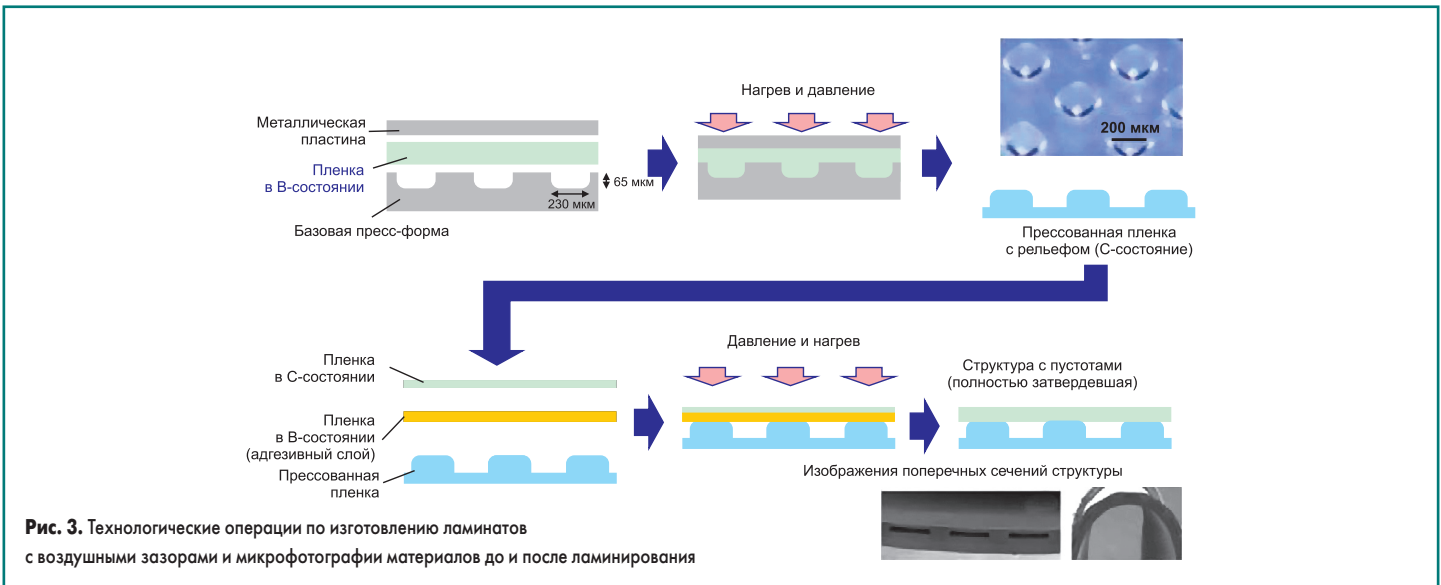 Металлическая
пластина
Пленка
в В-состоянии
Базовая пресс-форма
65 мкм
230 мкм
Нагрев и давление
200 мкм
Прессованная пленка
с рельефом (С-состояние)
Пленка
в С-состоянии
Пленка
в В-состоянии
(адгезивный слой)
Прессованная
пленка
Давление и нагрев
Структура с пустотами
(полностью затвердевшая)
Изображения поперечных сечений структуры
Рис. 3. Технологические операции по изготовлению ламинатов
с воздушными зазорами и микрофотографии материалов до и после ламинирования